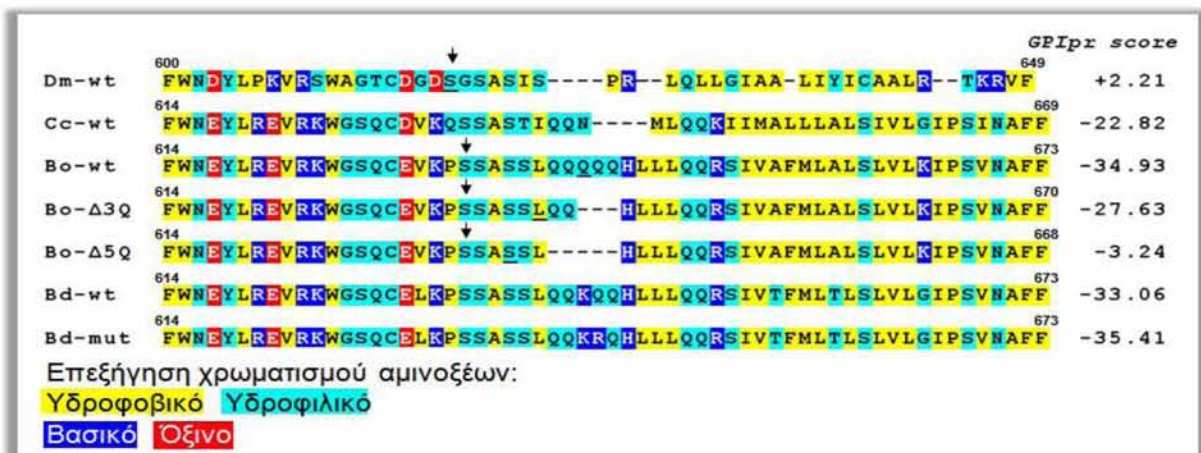 GPIpr score
600 649
Dm-wt FWNDYLPKVRSWAGTCDGDSGSASIS----PR--LQLLGIAA-LIYICAALR--TKRVF +2.21
614 669
Cc-wt FWNEYLREVRKWGSQCDVKQSSASTIQQN----MLQQKIIMALLLALSIVLGIPSINAFF -22.82
614 673
Bo-wt FWNEYLREVRKWGSQCEVKPSSASSLQQQQQHLLLQQRSIVAFMLALSLVLKIPSVNAFF -34.93
614 670
Bo-Δ3Q FWNEYLREVRKWGSQCEVKPSSASSLQQ---HLLLQQRSIVAFMLALSLVLKIPSVNAFF -27.63
614 668
Bo-Δ5Q FWNEYLREVRKWGSQCEVKPSSASSL-----HLLLQQRSIVAFMLALSLVLKIPSVNAFF -3.24
614 673
Bd-wt FWNEYLREVRKWGSQCELKPSSASSLQQKQQHLLLQQRSIVTFMLTLSLVLGIPSVNAFF -33.06
614 673
Bd-mut FWNEYLREVRKWGSQCELKPSSASSLQQKRQHLLLQQRSIVTFMLTLSLVLGIPSVNAFF -35.41
Επεξήγηση χρωματισμού αμινοξέων:
Υδροφοβικό Υδροφιλικό
Βασικό Όξινο